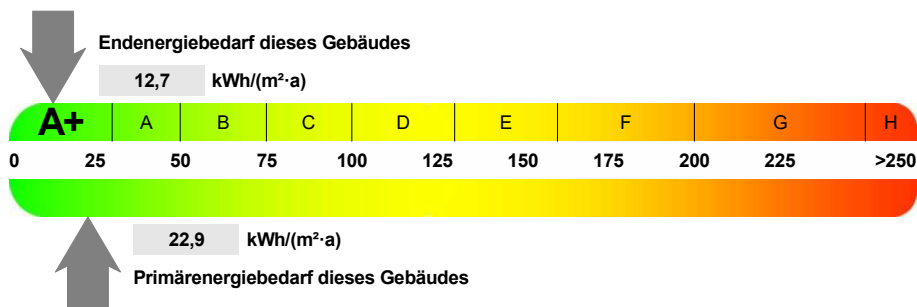 Endenergiebedarf dieses Gebäudes
12,7 kWh/(m²·a)
A+ A B C D E F G H
0 25 50 75 100 125 150 175 200 225 >250
22,9 kWh/(m²·a)
Primärenergiebedarf dieses Gebäudes